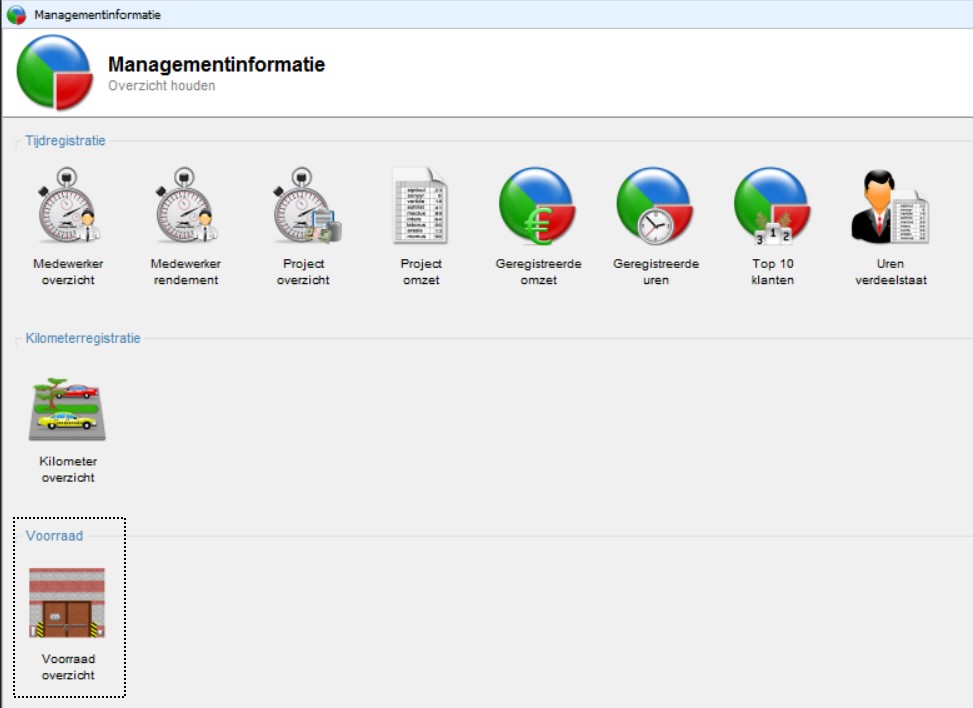 Managementinformatie
Managementinformatie
Overzicht houden
Tijdregistratie
Medewerker overzicht
Medewerker rendement
Project overzicht
Project omzet
Geregistreerde omzet
Geregistreerde uren
Top 10 klanten
Uren verdeelstaat
Kilometerregistratie
Kilometer overzicht
Voorraad
Voorraad overzicht